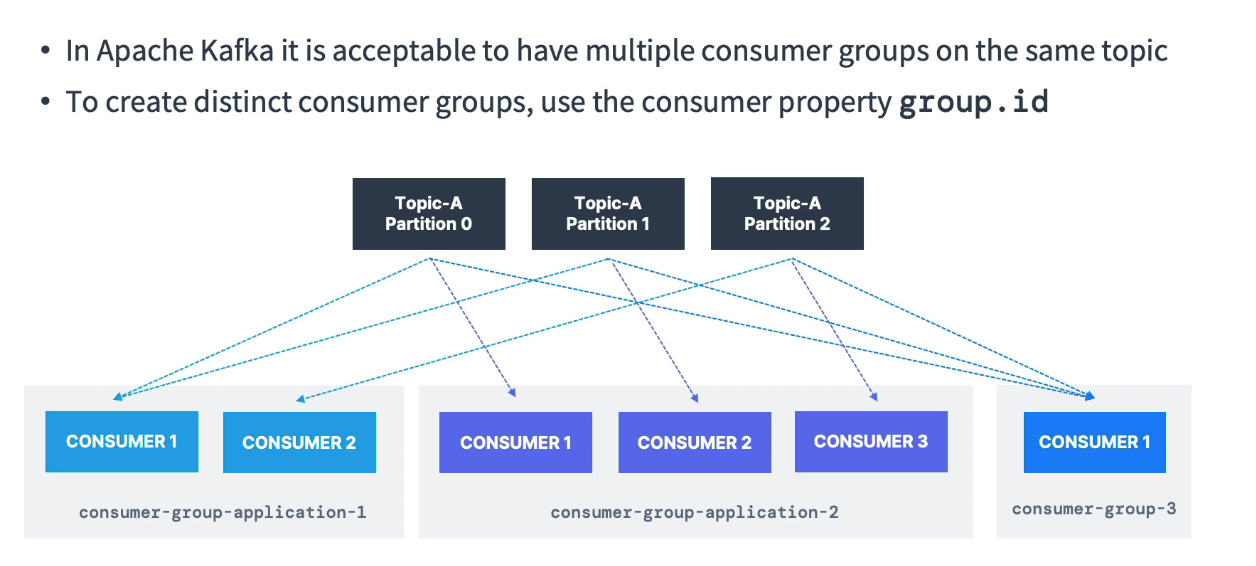 • In Apache Kafka it is acceptable to have multiple consumer groups on the same topic
• To create distinct consumer groups, use the consumer property group.id
Topic-A
Partition 0
Topic-A
Partition 1
Topic-A
Partition 2
CONSUMER 1
CONSUMER 2
consumer-group-application-1
CONSUMER 1
CONSUMER 2
CONSUMER 3
consumer-group-application-2
CONSUMER 1
consumer-group-3